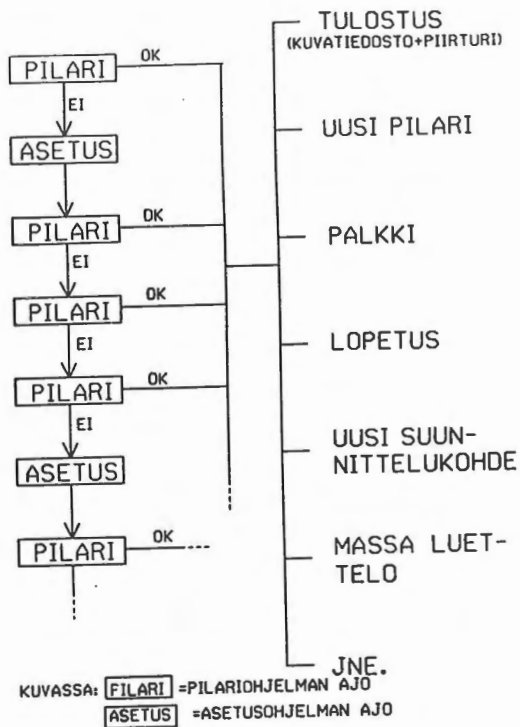 PILARI
OK
EI
ASETUS
PILARI
OK
EI
PILARI
OK
EI
PILARI
OK
EI
ASETUS
PILARI
OK
TULOSTUS
(KUVATIEDOSTO+PIIRTURI)
UUSI PILARI
PALKKI
LOPETUS
UUSI SUUN-
NITTELUKOHDE
MASSA LUET-
TELO
JNE.
KUVASSA: PILARI =PILARIOHJELMAN AJO
ASETUS =ASETUSOHJELMAN AJO